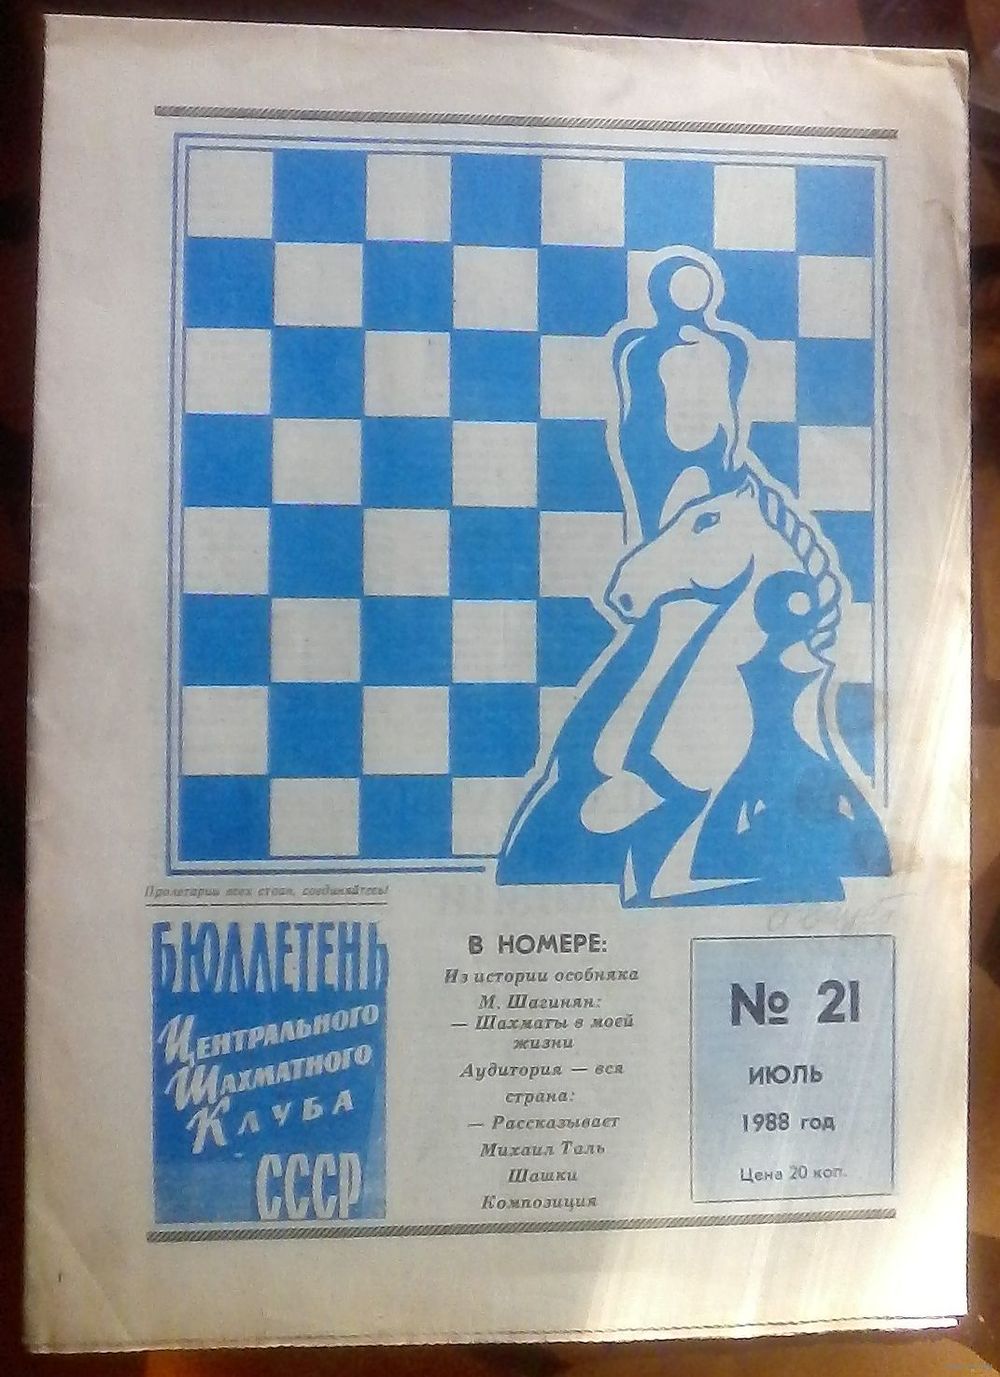 Пролетарии всех стран, соединяйтесь!
БЮЛЛЕТЕНЬ
Центрального
Шахматного
Клуба
СССР
В НОМЕРЕ:
Из истории особняка
М. Шагинян:
— Шахматы в моей
жизни
Аудитория — вся
страна:
— Рассказывает
Михаил Таль
Шашки
Композиция
№ 21
ИЮЛЬ
1988 год
Цена 20 коп.